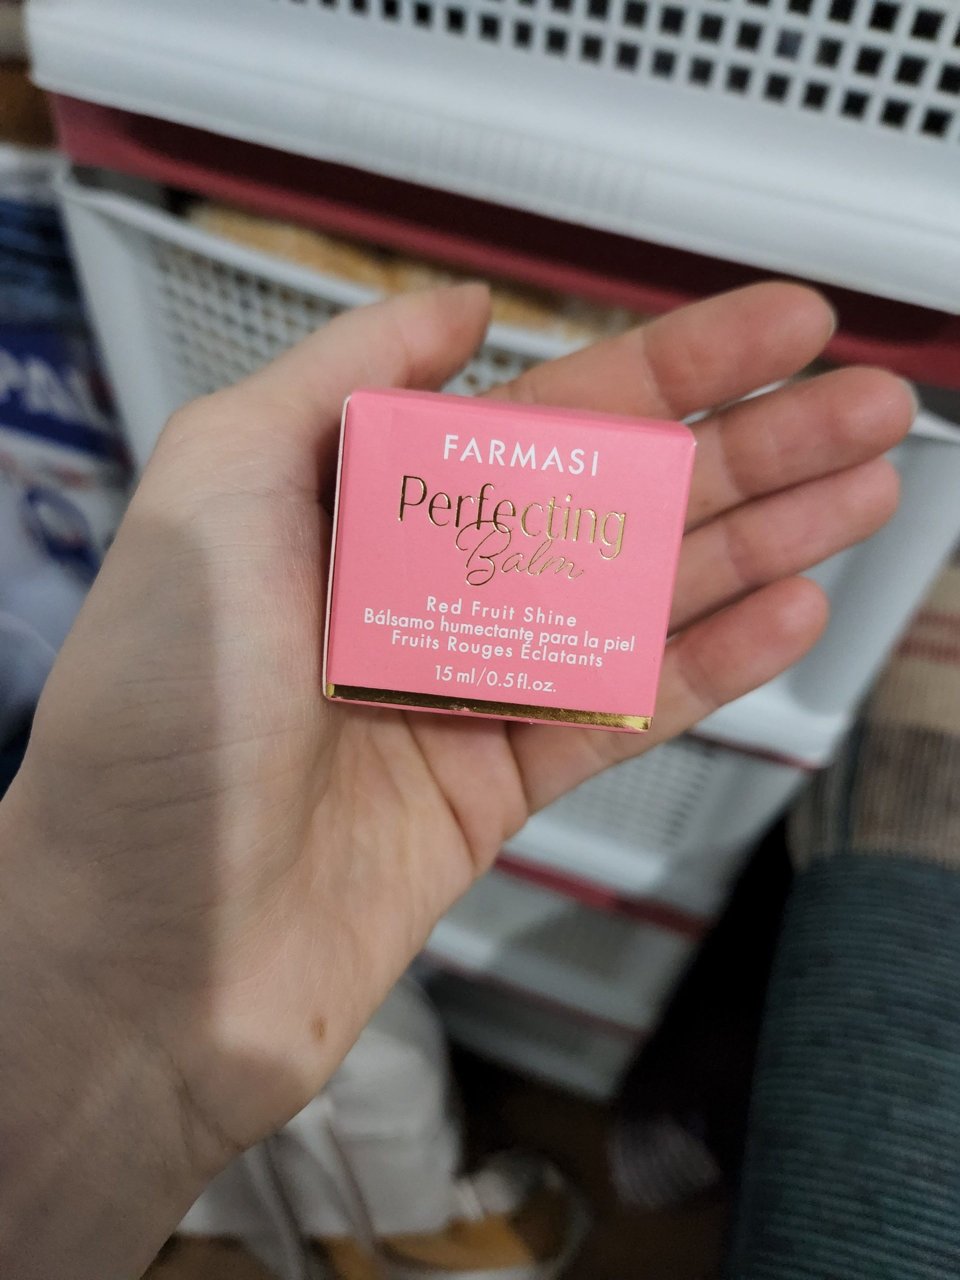 FARMASI
Perfecting
Balm
Red Fruit Shine
Bálsamo humectante para la piel
Fruits Rouges Éclatants
15 ml/0.5 fl.oz.